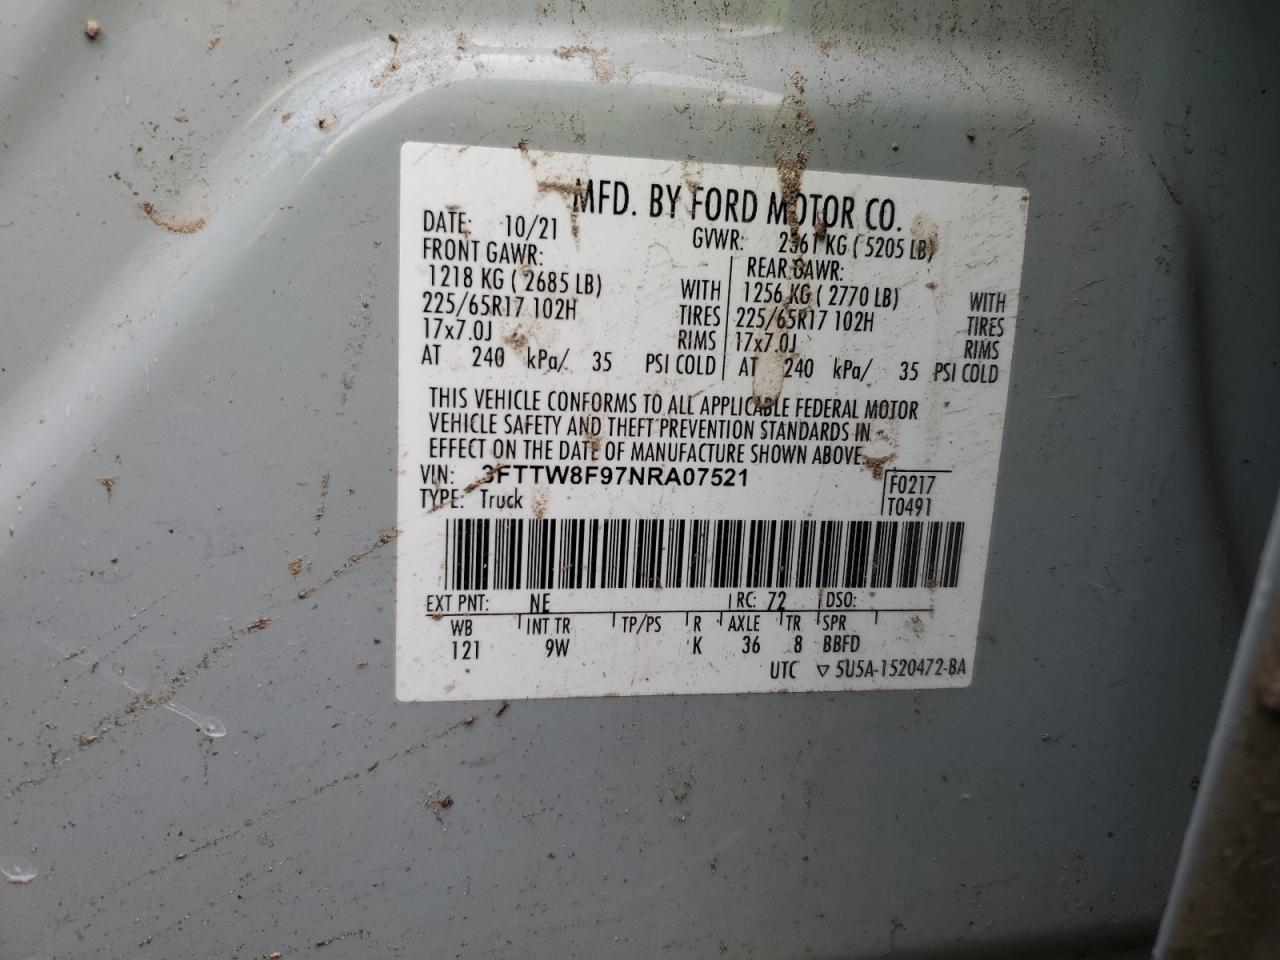 MFD. BY FORD MOTOR CO.
DATE: 10/21 GVWR: 2361 KG ( 5205 LB)
FRONT GAWR: REAR GAWR:
1218 KG ( 2685 LB) WITH 1256 KG ( 2770 LB) WITH
225/65R17 102H TIRES 225/65R17 102H TIRES
17x7.0J RIMS 17x7.0J RIMS
AT 240 kPa/ 35 PSI COLD AT 240 kPa/ 35 PSI COLD
THIS VEHICLE CONFORMS TO ALL APPLICABLE FEDERAL MOTOR
VEHICLE SAFETY AND THEFT PREVENTION STANDARDS IN
EFFECT ON THE DATE OF MANUFACTURE SHOWN ABOVE.
VIN: 3FTTW8F97NRA07521 F0217
TYPE: Truck T0491
EXT PNT: NE RC: 72 DSO:
WB INT TR TP/PS R AXLE TR SPR
121 9W K 36 8 BBFD
UTC ▽ 5U5A-1520472-BA